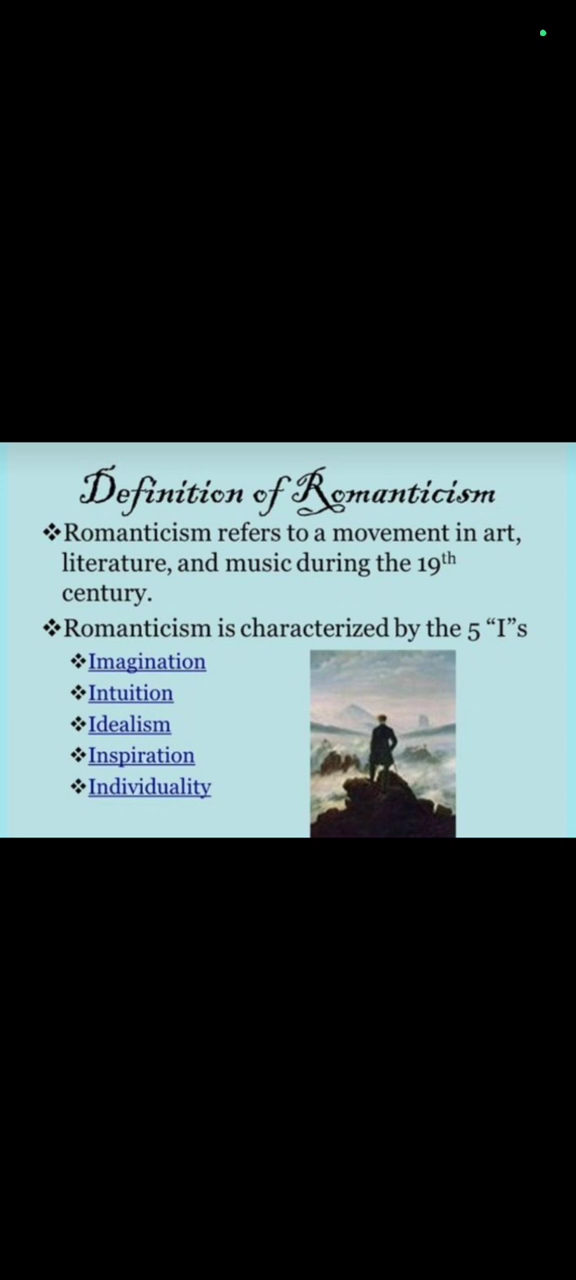 Definition of Romanticism
❖Romanticism refers to a movement in art,
literature, and music during the 19th
century.
❖Romanticism is characterized by the 5 “I”s
❖Imagination
❖Intuition
❖Idealism
❖Inspiration
❖Individuality